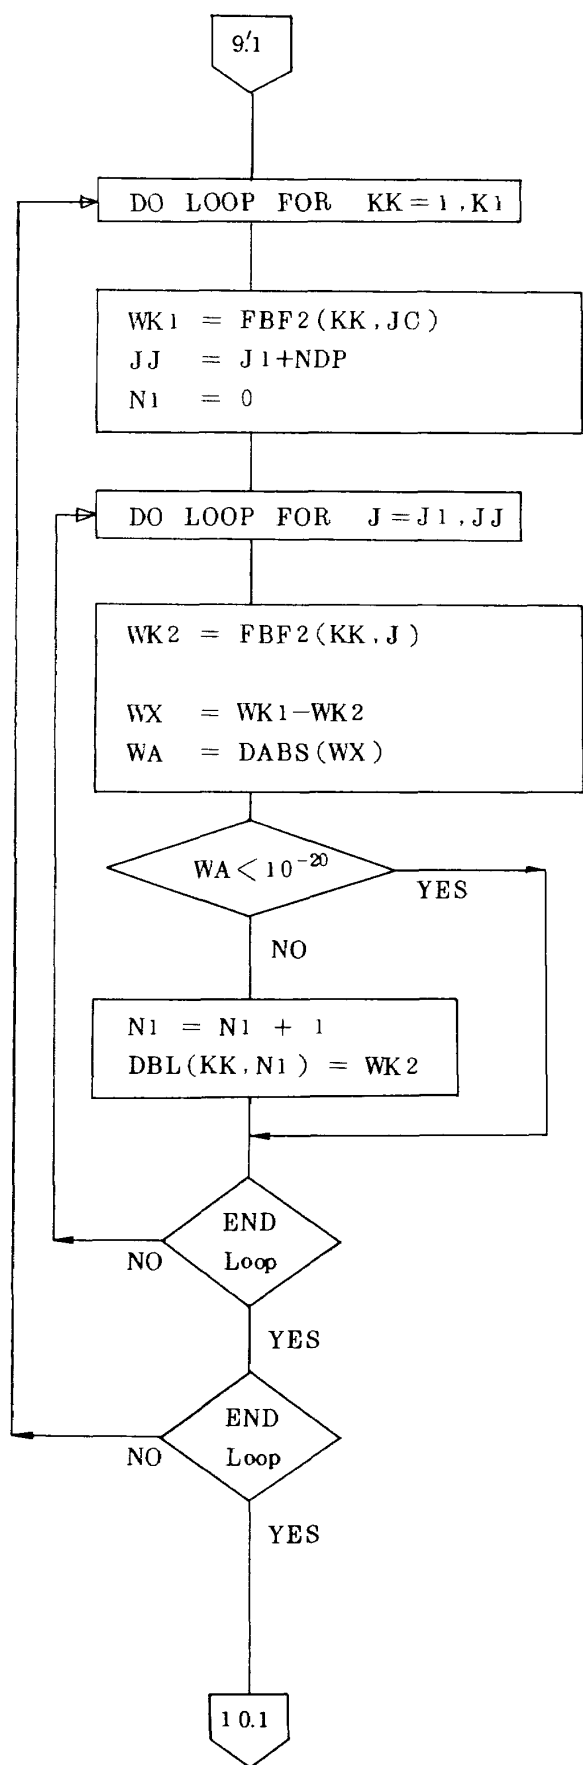 9.1
DO LOOP FOR KK=1,K1
WK1 = FBF2(KK,JC)
JJ = J1+NDP
N1 = 0
DO LOOP FOR J=J1,JJ
WK2 = FBF2(KK,J)
WX = WK1-WK2
WA = DABS(WX)
WA<10⁻²⁰
YES
NO
N1 = N1 + 1
DBL(KK,N1) = WK2
END
Loop
NO
YES
END
Loop
NO
YES
10.1